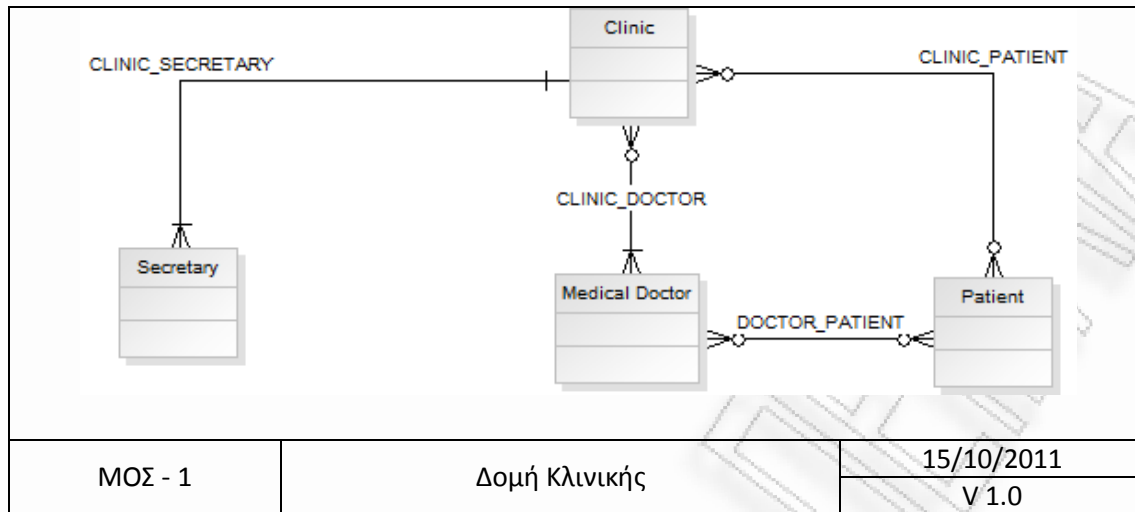 Clinic
CLINIC_SECRETARY
CLINIC_PATIENT
CLINIC_DOCTOR
Secretary
Medical Doctor
Patient
DOCTOR_PATIENT
ΜΟΣ - 1
Δομή Κλινικής
15/10/2011
V 1.0